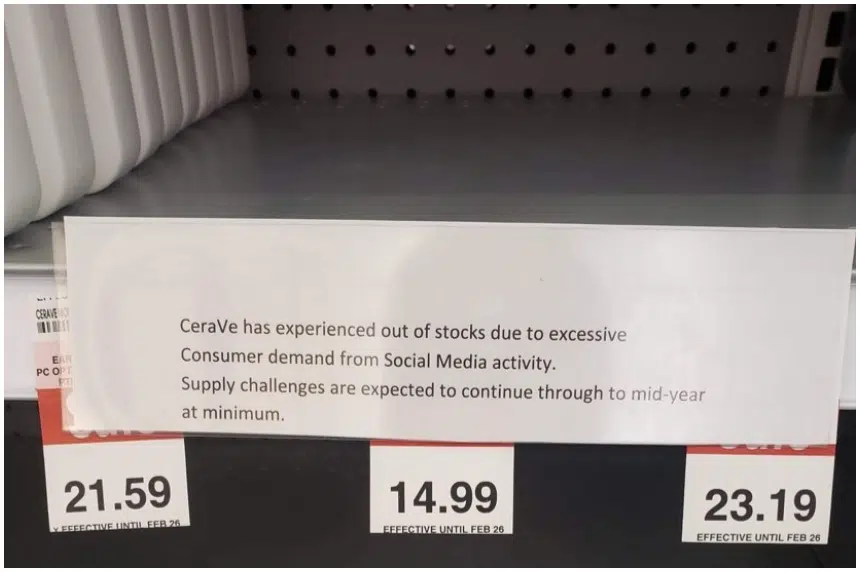 CeraVe has experienced out of stocks due to excessive
Consumer demand from Social Media activity.
Supply challenges are expected to continue through to mid-year
at minimum.
CERAVE
PC
21.59
EFFECTIVE UNTIL FEB 26
14.99
EFFECTIVE UNTIL FEB 26
23.19
EFFECTIVE UNTIL FEB 26